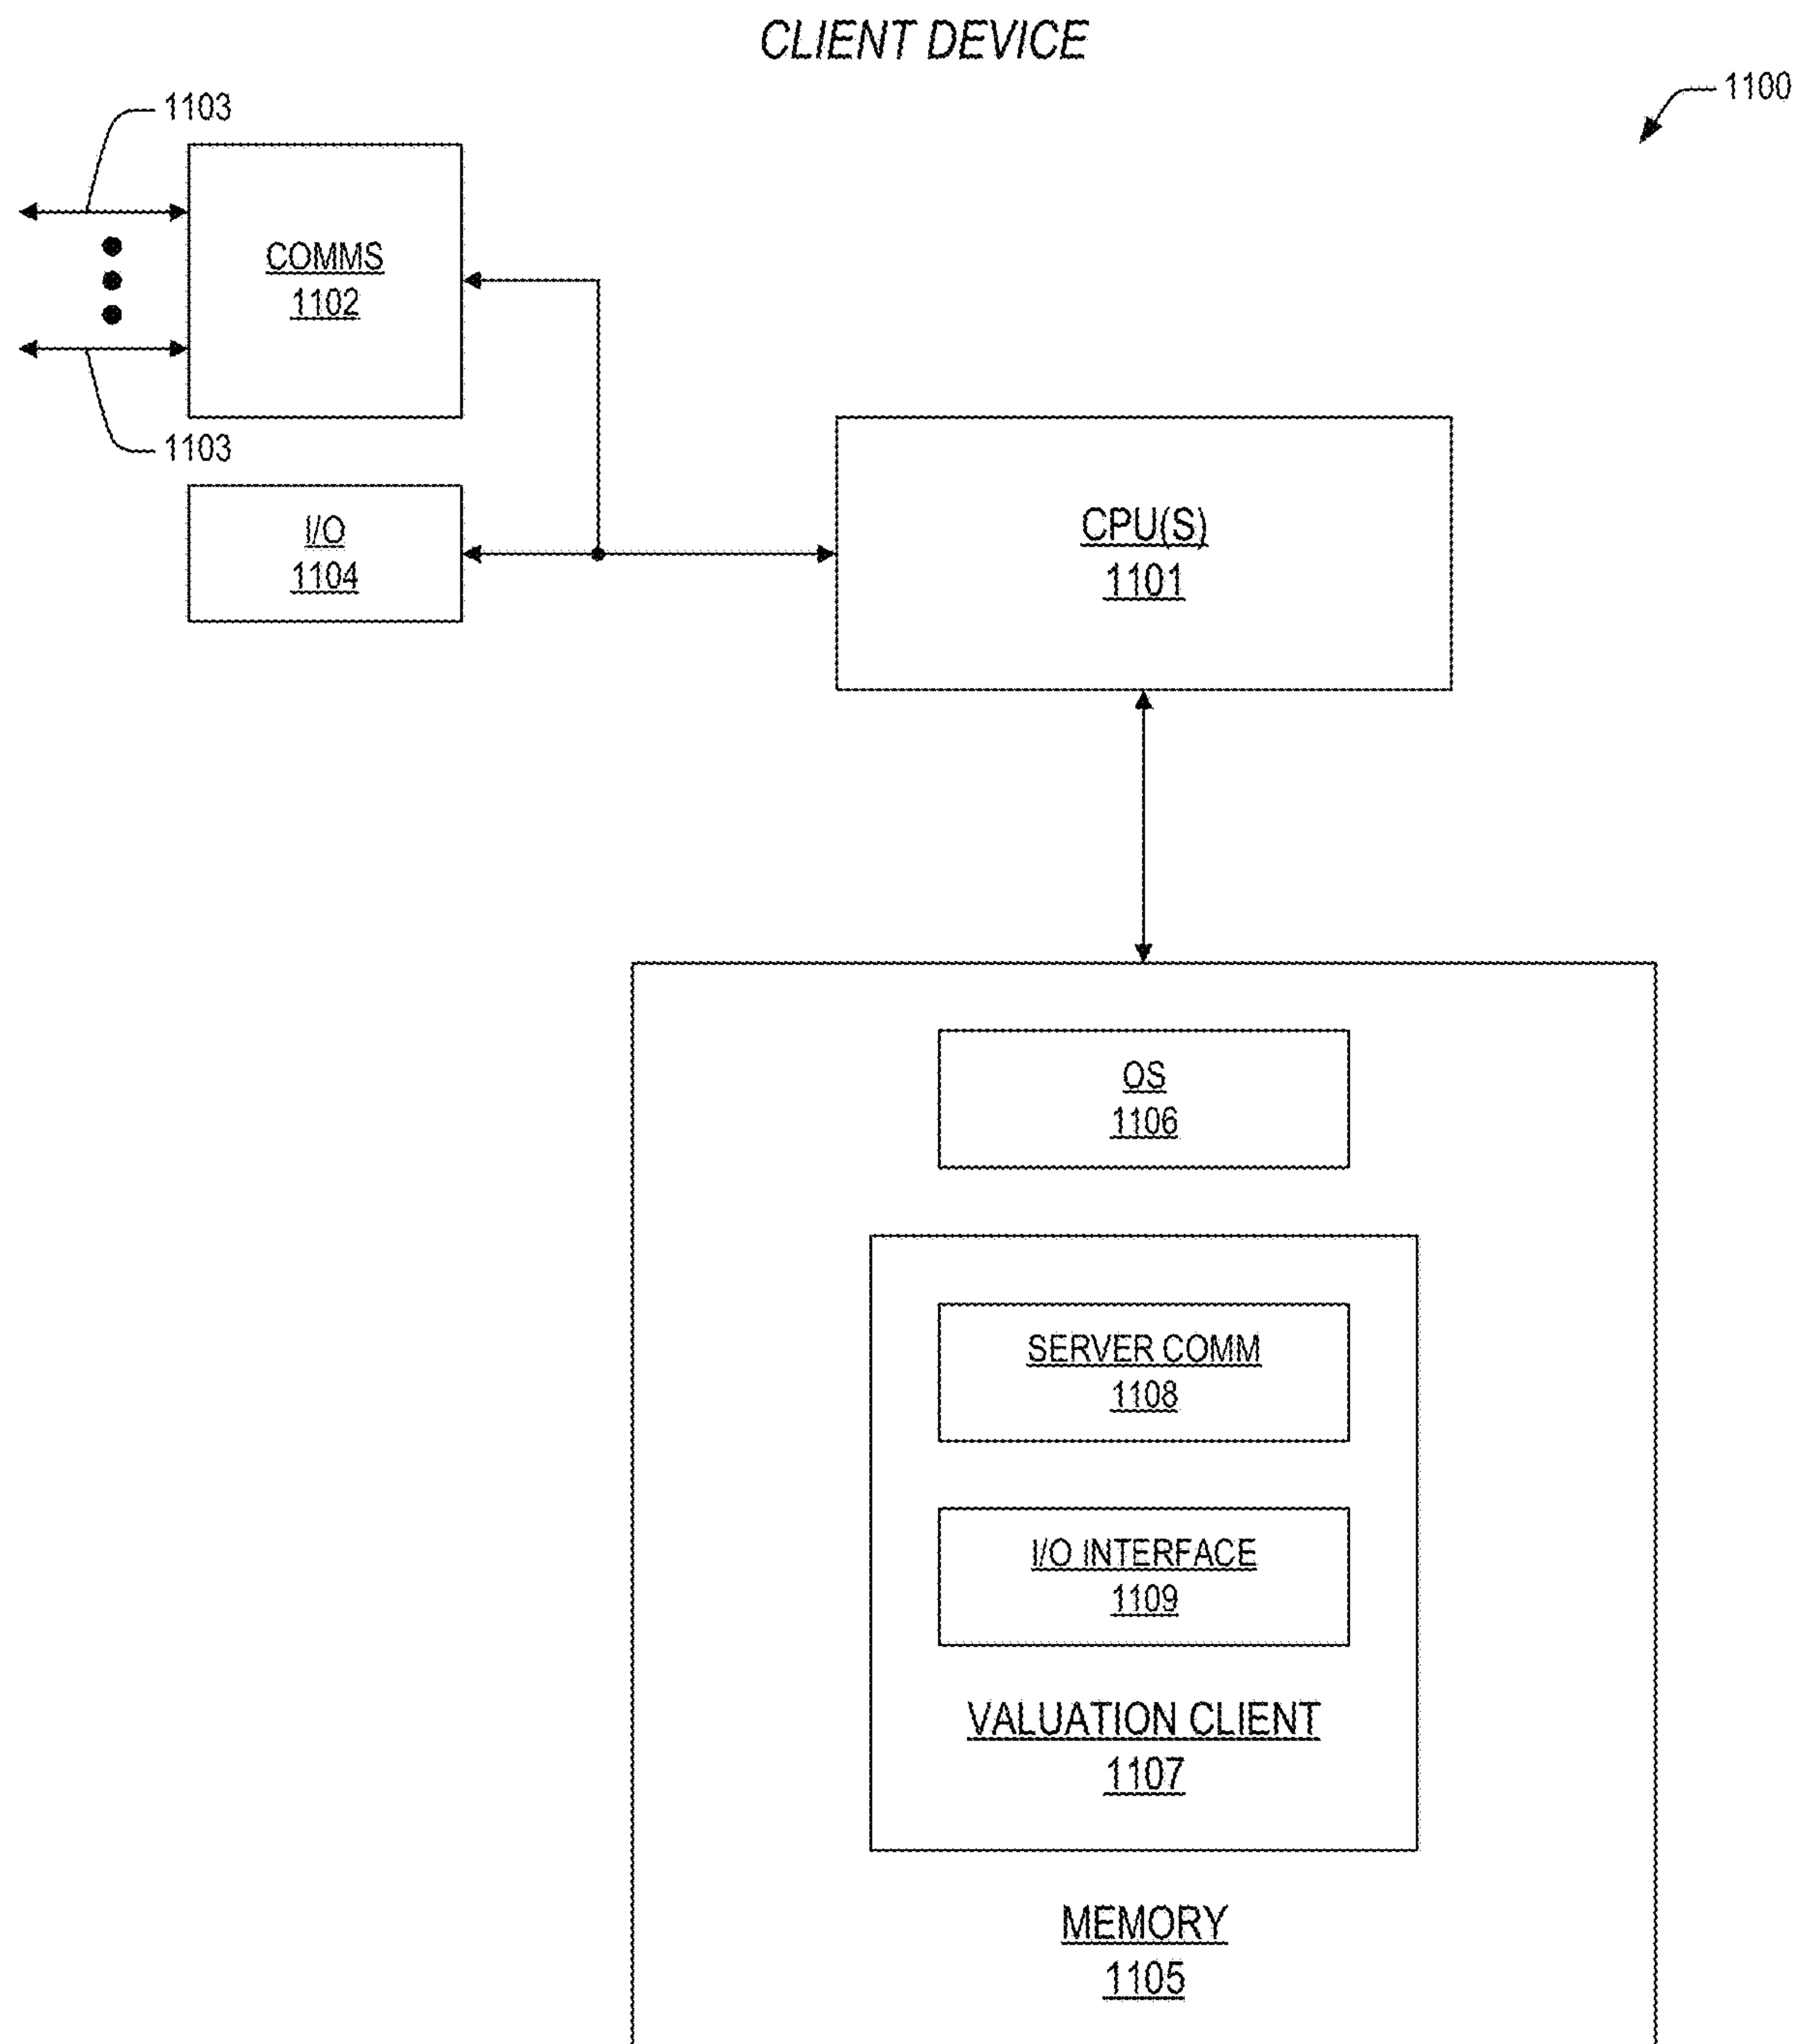 CLIENT DEVICE
1100
1103
COMMS
1102
1103
I/O
1104
CPU(S)
1101
OS
1106
SERVER COMM
1108
I/O INTERFACE
1109
VALUATION CLIENT
1107
MEMORY
1105